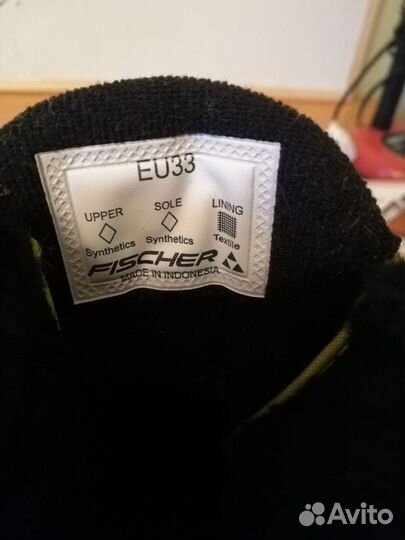 EU33
UPPER SOLE LINING
Synthetics Synthetics Textile
FISCHER
MADE IN INDONESIA
Avito